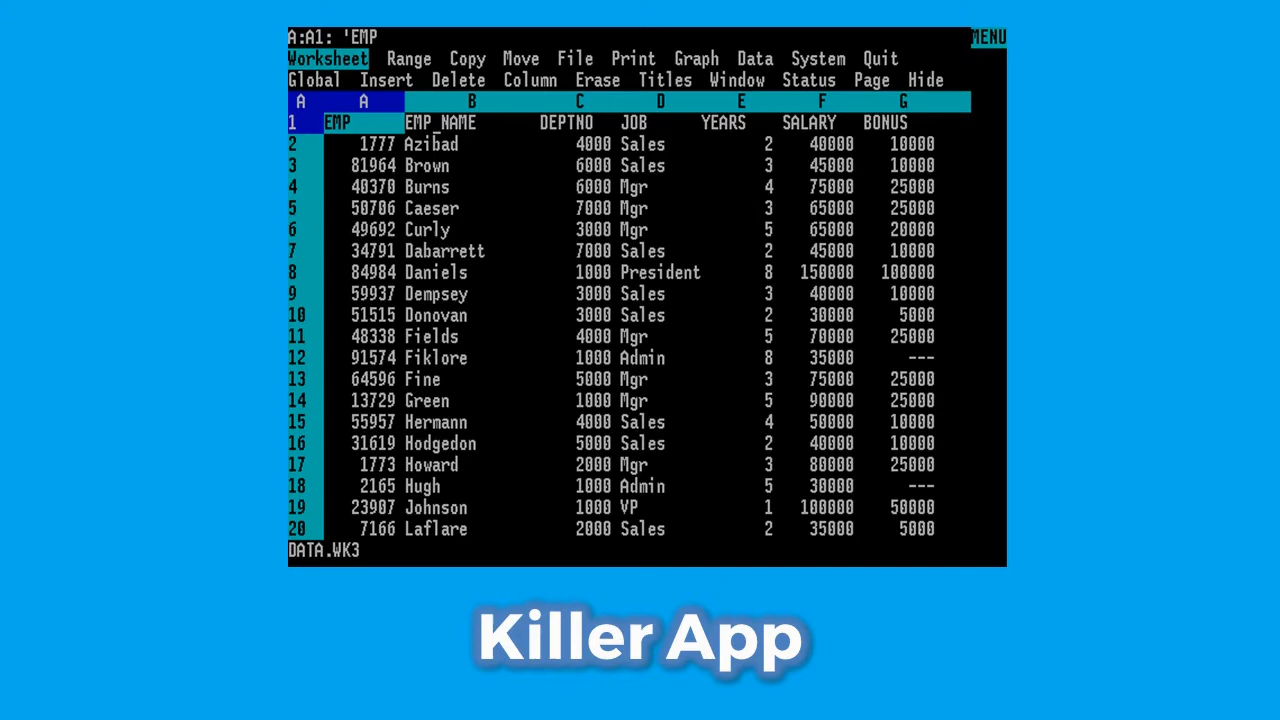 A:A1: 'EMP MENU
Worksheet Range Copy Move File Print Graph Data System Quit
Global Insert Delete Column Erase Titles Window Status Page Hide
A A B C D E F G
1 EMP EMP_NAME DEPTNO JOB YEARS SALARY BONUS
2 1777 Azibad 4000 Sales 2 40000 10000
3 81964 Brown 6000 Sales 3 45000 10000
4 40370 Burns 6000 Mgr 4 75000 25000
5 50706 Caeser 7000 Mgr 3 65000 25000
6 49692 Curly 3000 Mgr 5 65000 20000
7 34791 Dabarrett 7000 Sales 2 45000 10000
8 84984 Daniels 1000 President 8 150000 100000
9 59937 Dempsey 3000 Sales 3 40000 10000
10 51515 Donovan 3000 Sales 2 30000 5000
11 48338 Fields 4000 Mgr 5 70000 25000
12 91574 Fiklore 1000 Admin 8 35000 ---
13 64596 Fine 5000 Mgr 3 75000 25000
14 13729 Green 1000 Mgr 5 90000 25000
15 55957 Hermann 4000 Sales 4 50000 10000
16 31619 Hodgedon 5000 Sales 2 40000 10000
17 1773 Howard 2000 Mgr 3 80000 25000
18 2165 Hugh 1000 Admin 5 30000 ---
19 23907 Johnson 1000 VP 1 100000 50000
20 7166 Laflare 2000 Sales 2 35000 5000
DATA.WK3
Killer App